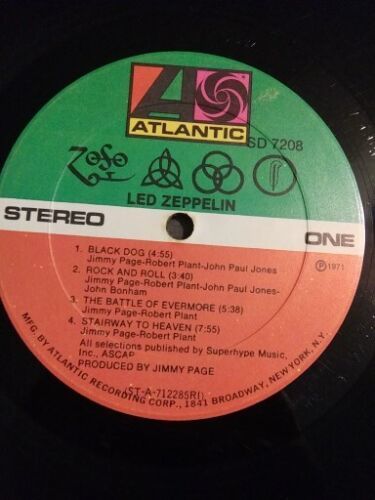 ATLANTIC
SD 7208
ZoSo
LED ZEPPELIN
STEREO
ONE
1. BLACK DOG (4:55)
Jimmy Page-Robert Plant-John Paul Jones
2. ROCK AND ROLL (3:40)
Jimmy Page-Robert Plant-John Paul Jones-
John Bonham
℗1971
3. THE BATTLE OF EVERMORE (5:38)
Jimmy Page-Robert Plant
4. STAIRWAY TO HEAVEN (7:55)
Jimmy Page-Robert Plant
All selections published by Superhype Music,
Inc., ASCAP
PRODUCED BY JIMMY PAGE
(ST-A-712285RI)
MFG. BY ATLANTIC RECORDING CORP., 1841 BROADWAY, NEW YORK, N.Y.